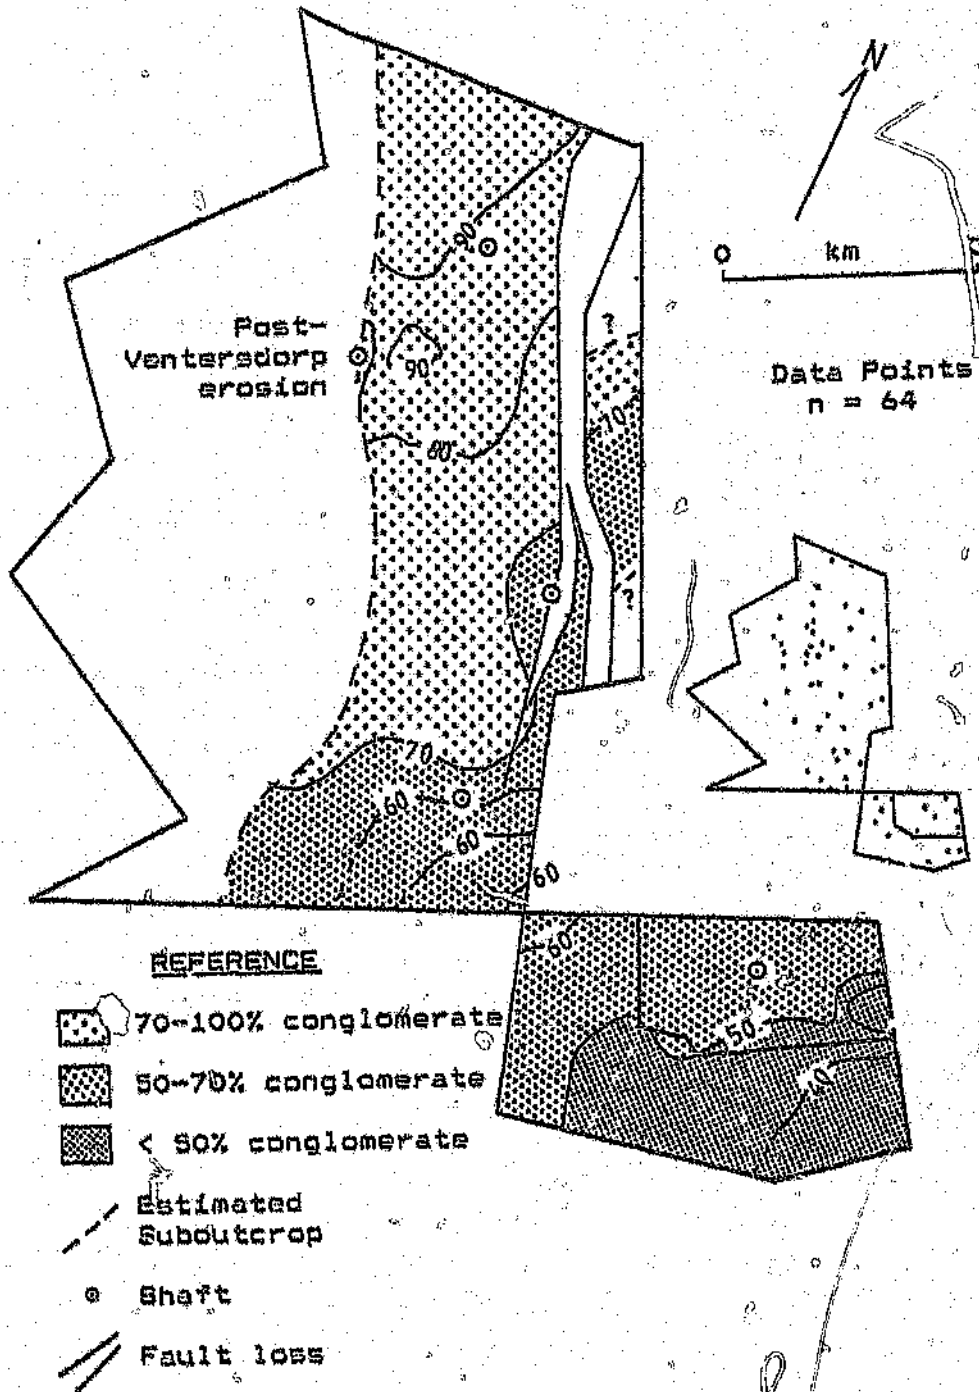 N
0
km
Post-
Ventersdorp
erosion
Data Points
n = 64
90
90
80
?
70
?
70
60
60
60
60
50
40
REFERENCE
70-100% conglomerate
50-70% conglomerate
< 50% conglomerate
Estimated
Suboutcrop
Shaft
Fault loss